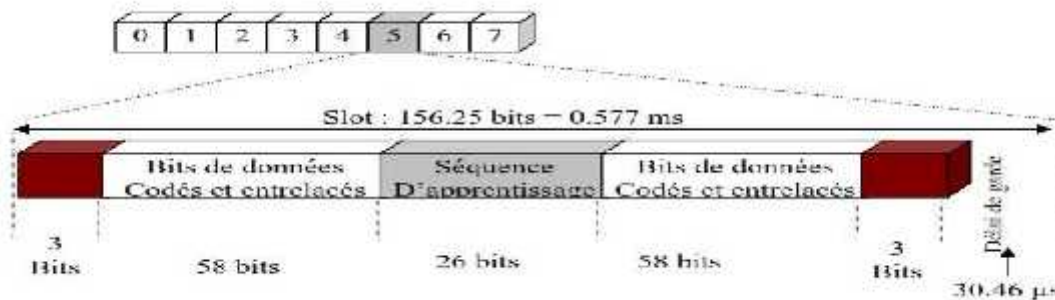 0 1 2 3 4 5 6 7
Slot : 156.25 bits = 0.577 ms
Bits de données
Codés et entrelacés
Séquence
D'apprentissage
Bits de données
Codés et entrelacés
Délai de garde
3
Bits
58 bits
26 bits
58 bits
3
Bits
30.46 µs